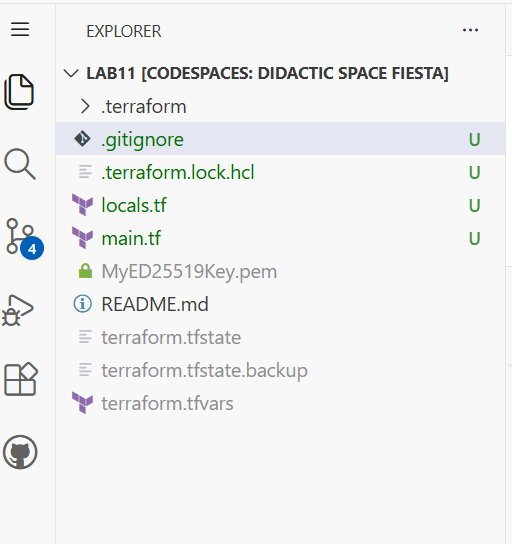 EXPLORER
LAB11 [CODESPACES: DIDACTIC SPACE FIESTA]
.terraform
.gitignore U
.terraform.lock.hcl U
locals.tf U
main.tf U
MyED25519Key.pem
README.md
terraform.tfstate
terraform.tfstate.backup
terraform.tfvars
4